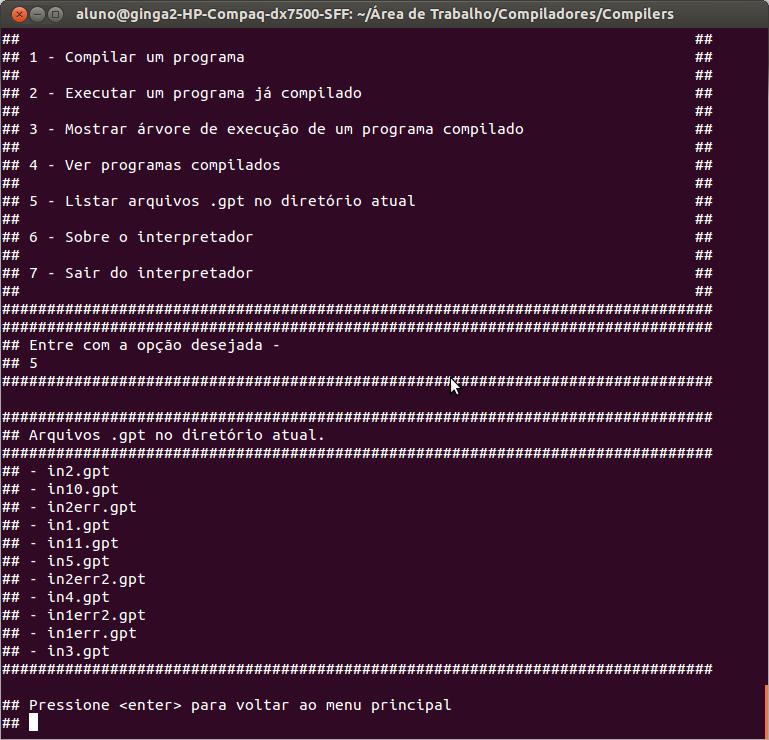 aluno@ginga2-HP-Compaq-dx7500-SFF: ~/Área de Trabalho/Compiladores/Compilers
##                                                                           ##
## 1 - Compilar um programa                                                  ##
##                                                                           ##
## 2 - Executar um programa já compilado                                     ##
##                                                                           ##
## 3 - Mostrar árvore de execução de um programa compilado                   ##
##                                                                           ##
## 4 - Ver programas compilados                                              ##
##                                                                           ##
## 5 - Listar arquivos .gpt no diretório atual                               ##
##                                                                           ##
## 6 - Sobre o interpretador                                                 ##
##                                                                           ##
## 7 - Sair do interpretador                                                 ##
##                                                                           ##
###############################################################################
###############################################################################
## Entre com a opção desejada -
## 5
###############################################################################
###############################################################################
## Arquivos .gpt no diretório atual.
###############################################################################
## - in2.gpt
## - in10.gpt
## - in2err.gpt
## - in1.gpt
## - in11.gpt
## - in5.gpt
## - in2err2.gpt
## - in4.gpt
## - in1err2.gpt
## - in1err.gpt
## - in3.gpt
###############################################################################
## Pressione <enter> para voltar ao menu principal
##